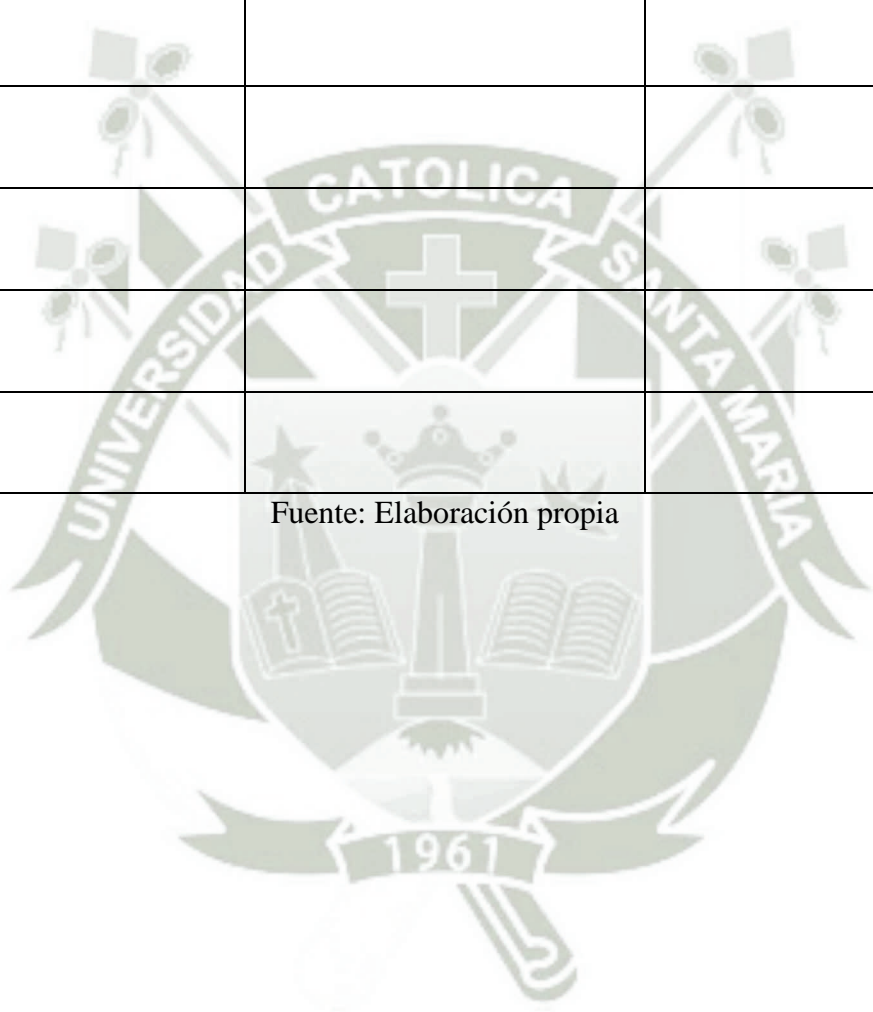 CATOLICA
UNIVERSIDAD
SANTA MARIA
Fuente: Elaboración propia
1961